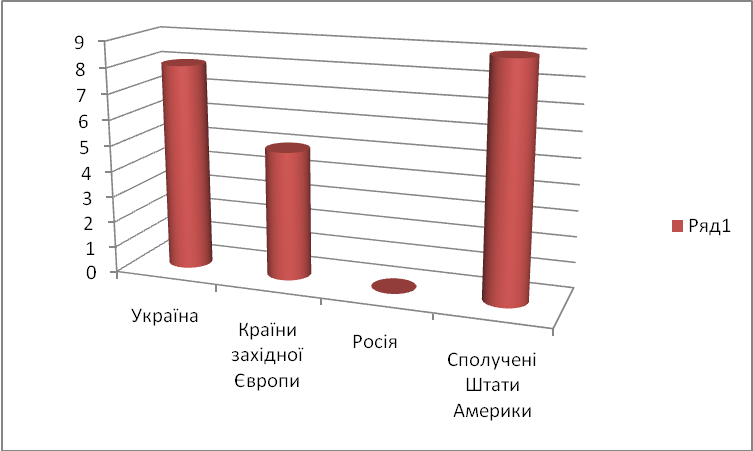 9
8
7
6
5
4
3
2
1
0
Україна
Країни
західної
Європи
Росія
Сполучені
Штати
Америки
Ряд1